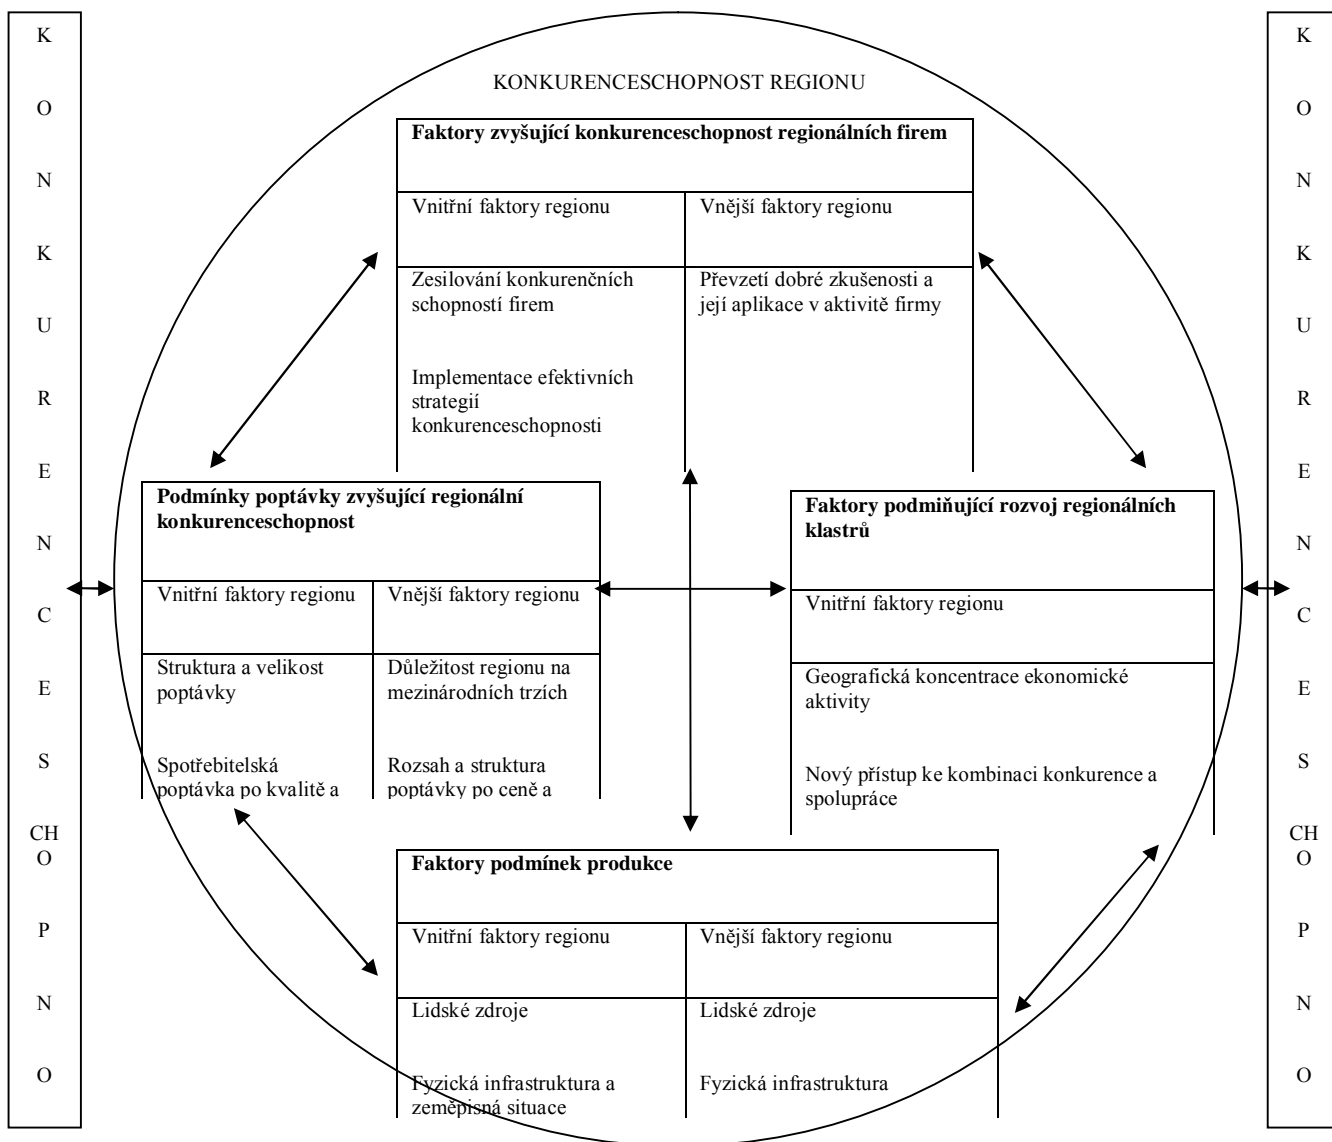 K
O
N
K
U
R
E
N
C
E
S
CH
O
P
N
O
KONKURENCESCHOPNOST REGIONU
Faktory zvyšující konkurenceschopnost regionálních firem
Vnitřní faktory regionu
Vnější faktory regionu
Zesilování konkurenčních
schopností firem
Implementace efektivních
strategií
konkurenceschopnosti
Převzetí dobré zkušenosti a
její aplikace v aktivitě firmy
Podmínky poptávky zvyšující regionální
konkurenceschopnost
Vnitřní faktory regionu
Vnější faktory regionu
Struktura a velikost
poptávky
Spotřebitelská
poptávka po kvalitě a
Důležitost regionu na
mezinárodních trzích
Rozsah a struktura
poptávky po ceně a
Faktory podmiňující rozvoj regionálních
klastrů
Vnitřní faktory regionu
Geografická koncentrace ekonomické
aktivity
Nový přístup ke kombinaci konkurence a
spolupráce
Faktory podmínek produkce
Vnitřní faktory regionu
Vnější faktory regionu
Lidské zdroje
Fyzická infrastruktura a
zeměpisná situace
Lidské zdroje
Fyzická infrastruktura
K
O
N
K
U
R
E
N
C
E
S
CH
O
P
N
O